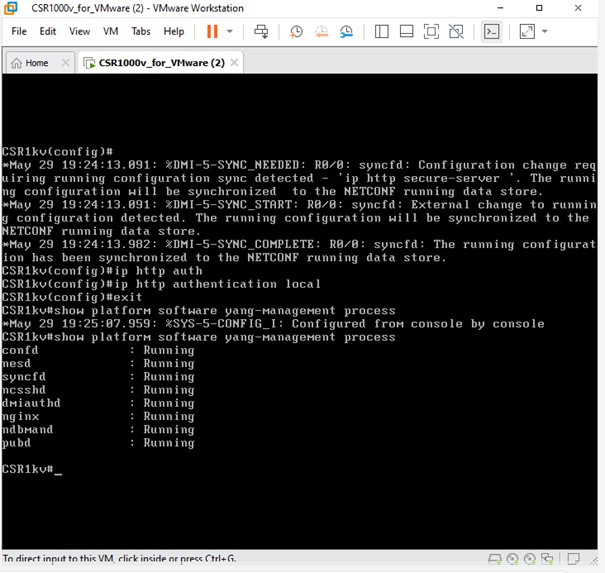 CSR1000v_for_VMware (2) - VMware Workstation
File Edit View VM Tabs Help
Home CSR1000v_for_VMware (2)
CSR1kv(config)#
*May 29 19:24:13.091: %DMI-5-SYNC_NEEDED: R0/0: syncfd: Configuration change req
uiring running configuration sync detected - 'ip http secure-server '. The runni
ng configuration will be synchronized  to the NETCONF running data store.
*May 29 19:24:13.091: %DMI-5-SYNC_START: R0/0: syncfd: External change to runnin
g configuration detected. The running configuration will be synchronized to the
NETCONF running data store.
*May 29 19:24:13.982: %DMI-5-SYNC_COMPLETE: R0/0: syncfd: The running configurat
ion has been synchronized to the NETCONF running data store.
CSR1kv(config)#ip http auth
CSR1kv(config)#ip http authentication local
CSR1kv(config)#exit
CSR1kv#show platform software yang-management process
*May 29 19:25:07.959: %SYS-5-CONFIG_I: Configured from console by console
CSR1kv#show platform software yang-management process
confd : Running
nesd : Running
syncfd : Running
ncsshd : Running
dmiauthd : Running
nginx : Running
ndbmand : Running
pubd : Running
CSR1kv#_
To direct input to this VM, click inside or press Ctrl+G.